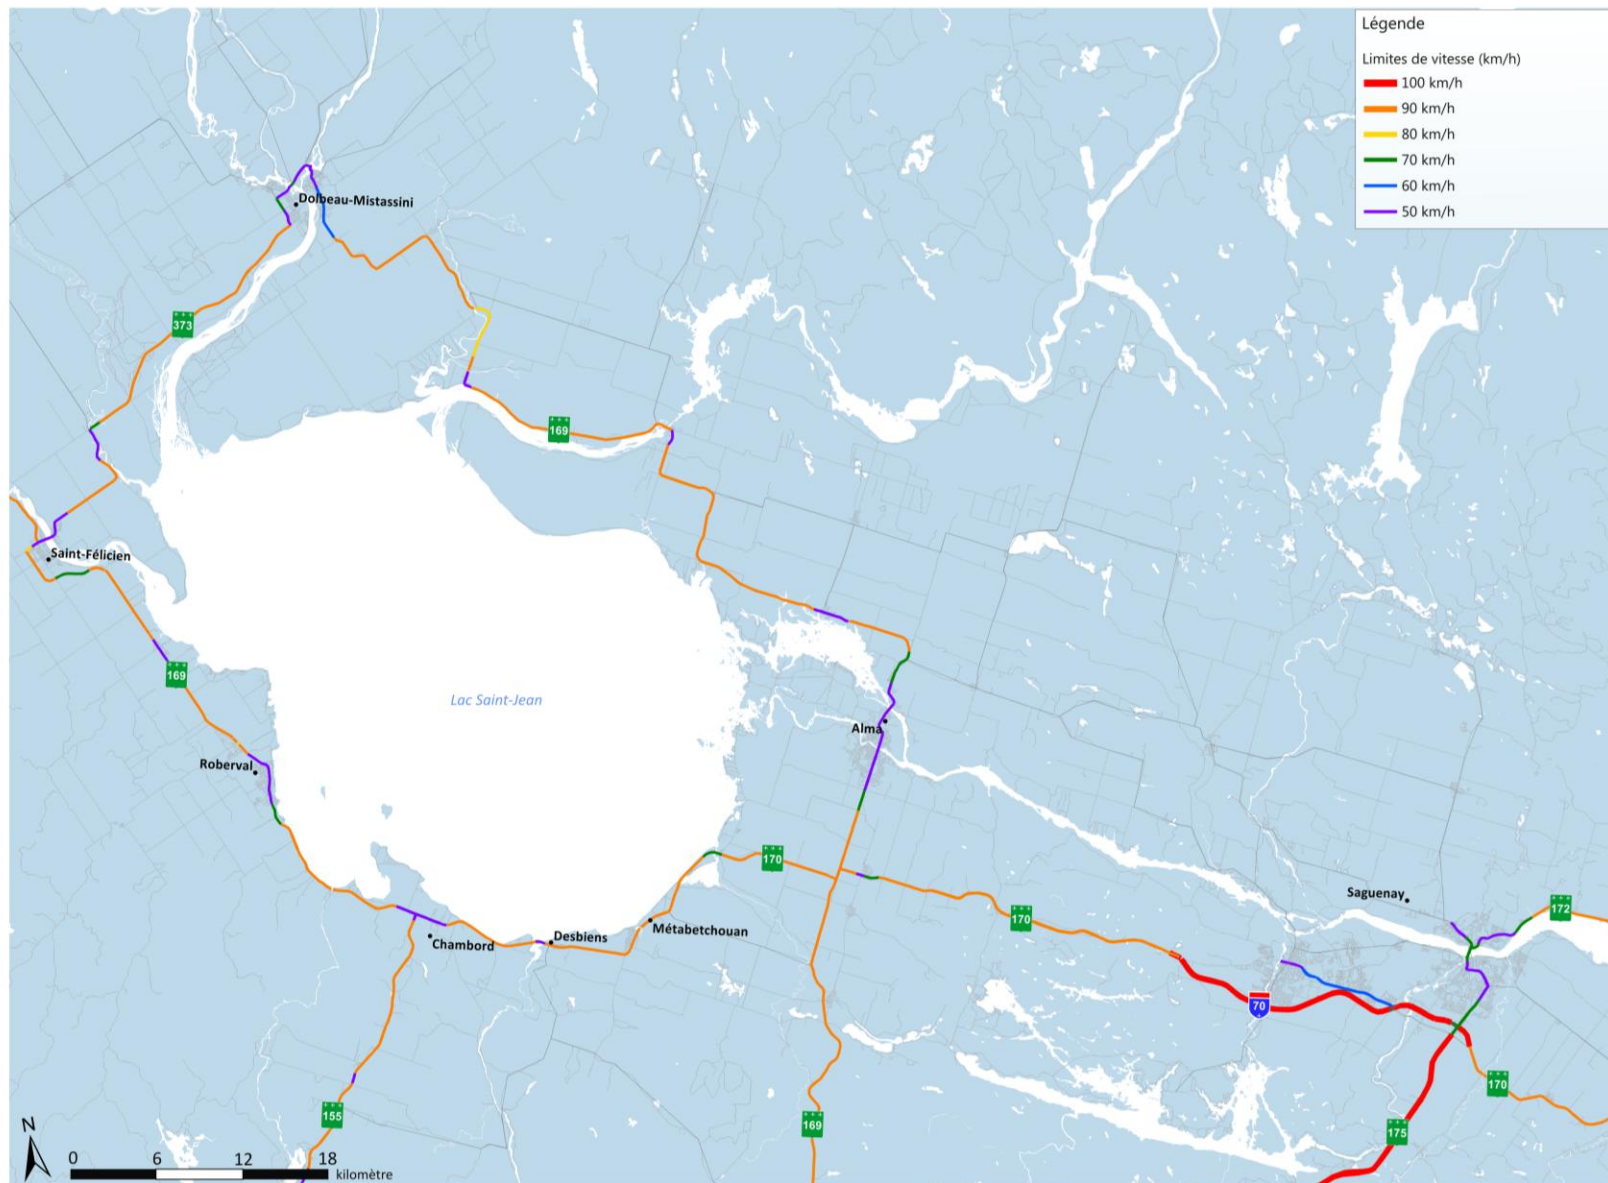 Légende
Limites de vitesse (km/h)
100 km/h
90 km/h
80 km/h
70 km/h
60 km/h
50 km/h
Dolbeau-Mistassini
373
169
Saint-Félicien
169
Lac Saint-Jean
Alma
Roberval
170
Saguenay
172
170
Métabetchouan
Desbiens
Chambord
70
170
155
169
175
N
0 6 12 18
kilomètre